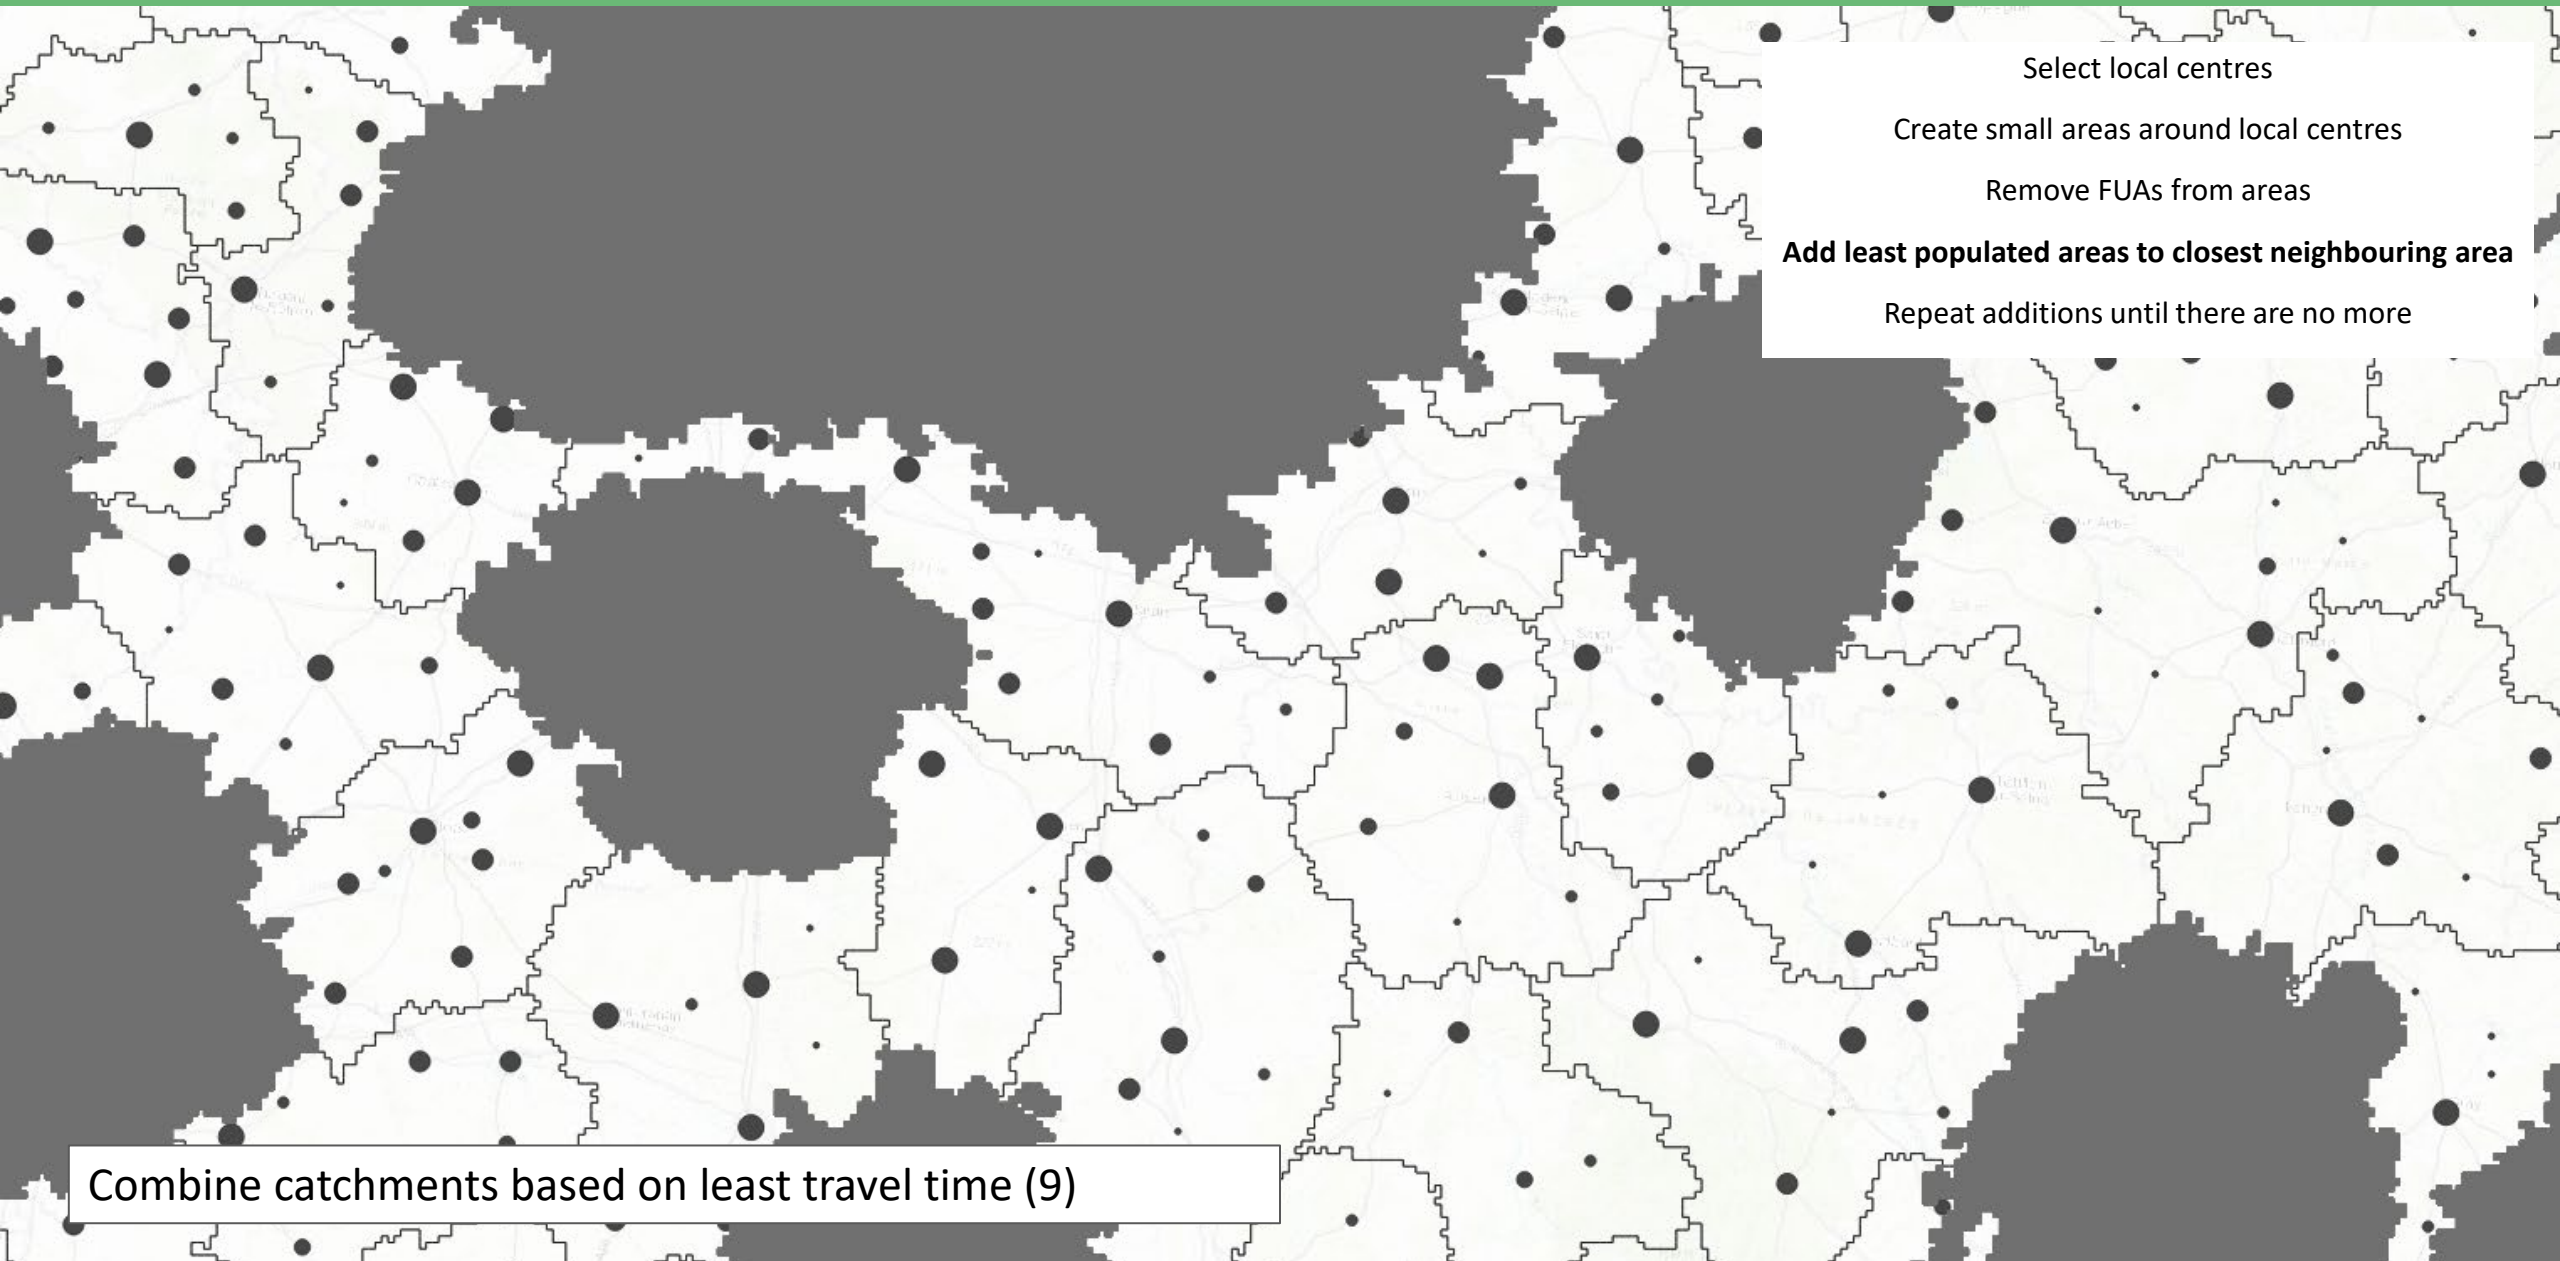 Select local centres
Create small areas around local centres
Remove FUAs from areas
Add least populated areas to closest neighbouring area
Repeat additions until there are no more
Combine catchments based on least travel time (9)